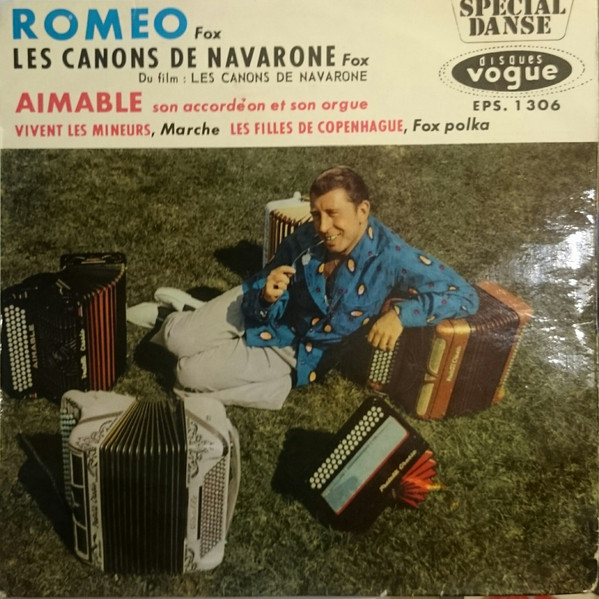 ROMEO Fox
SPECIAL
DANSE
LES CANONS DE NAVARONE Fox
Du film : LES CANONS DE NAVARONE
disques
vogue
AIMABLE son accordéon et son orgue
EPS. 1306
VIVENT LES MINEURS, Marche LES FILLES DE COPENHAGUE, Fox polka
AIMABLE